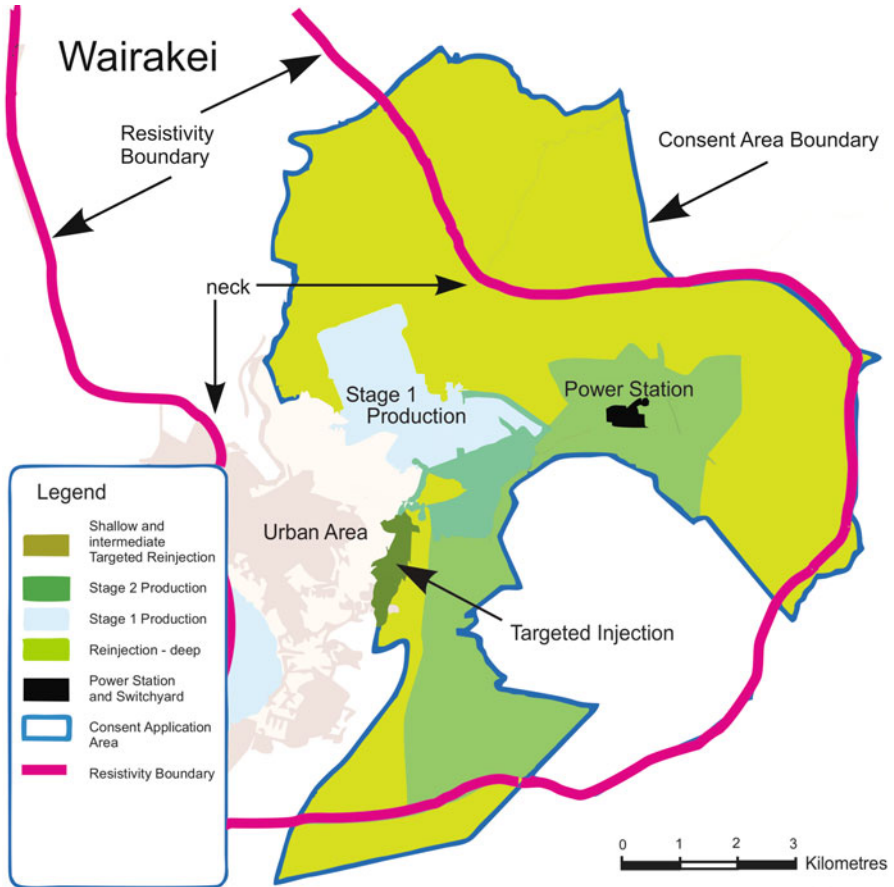 Wairakei
Resistivity
Boundary
Consent Area Boundary
neck
Stage 1
Production
Power Station
Urban Area
Targeted Injection
Legend
Shallow and
intermediate
Targeted Reinjection
Stage 2 Production
Stage 1 Production
Reinjection - deep
Power Station
and Switchyard
Consent Application
Area
Resistivity Boundary
0 1 2 3
Kilometres